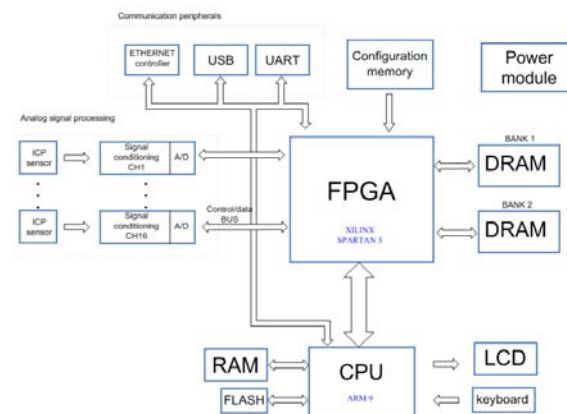 Communication peripherals
ETHERNET
controller
USB
UART
Configuration
memory
Power
module
Analog signal processing
ICP
sensor
Signal
conditioning
CH1
A/D
ICP
sensor
Signal
conditioning
CH16
A/D
Control/data
BUS
FPGA
XILINX
SPARTAN 3
BANK 1
DRAM
BANK 2
DRAM
RAM
FLASH
CPU
ARM 9
LCD
keyboard